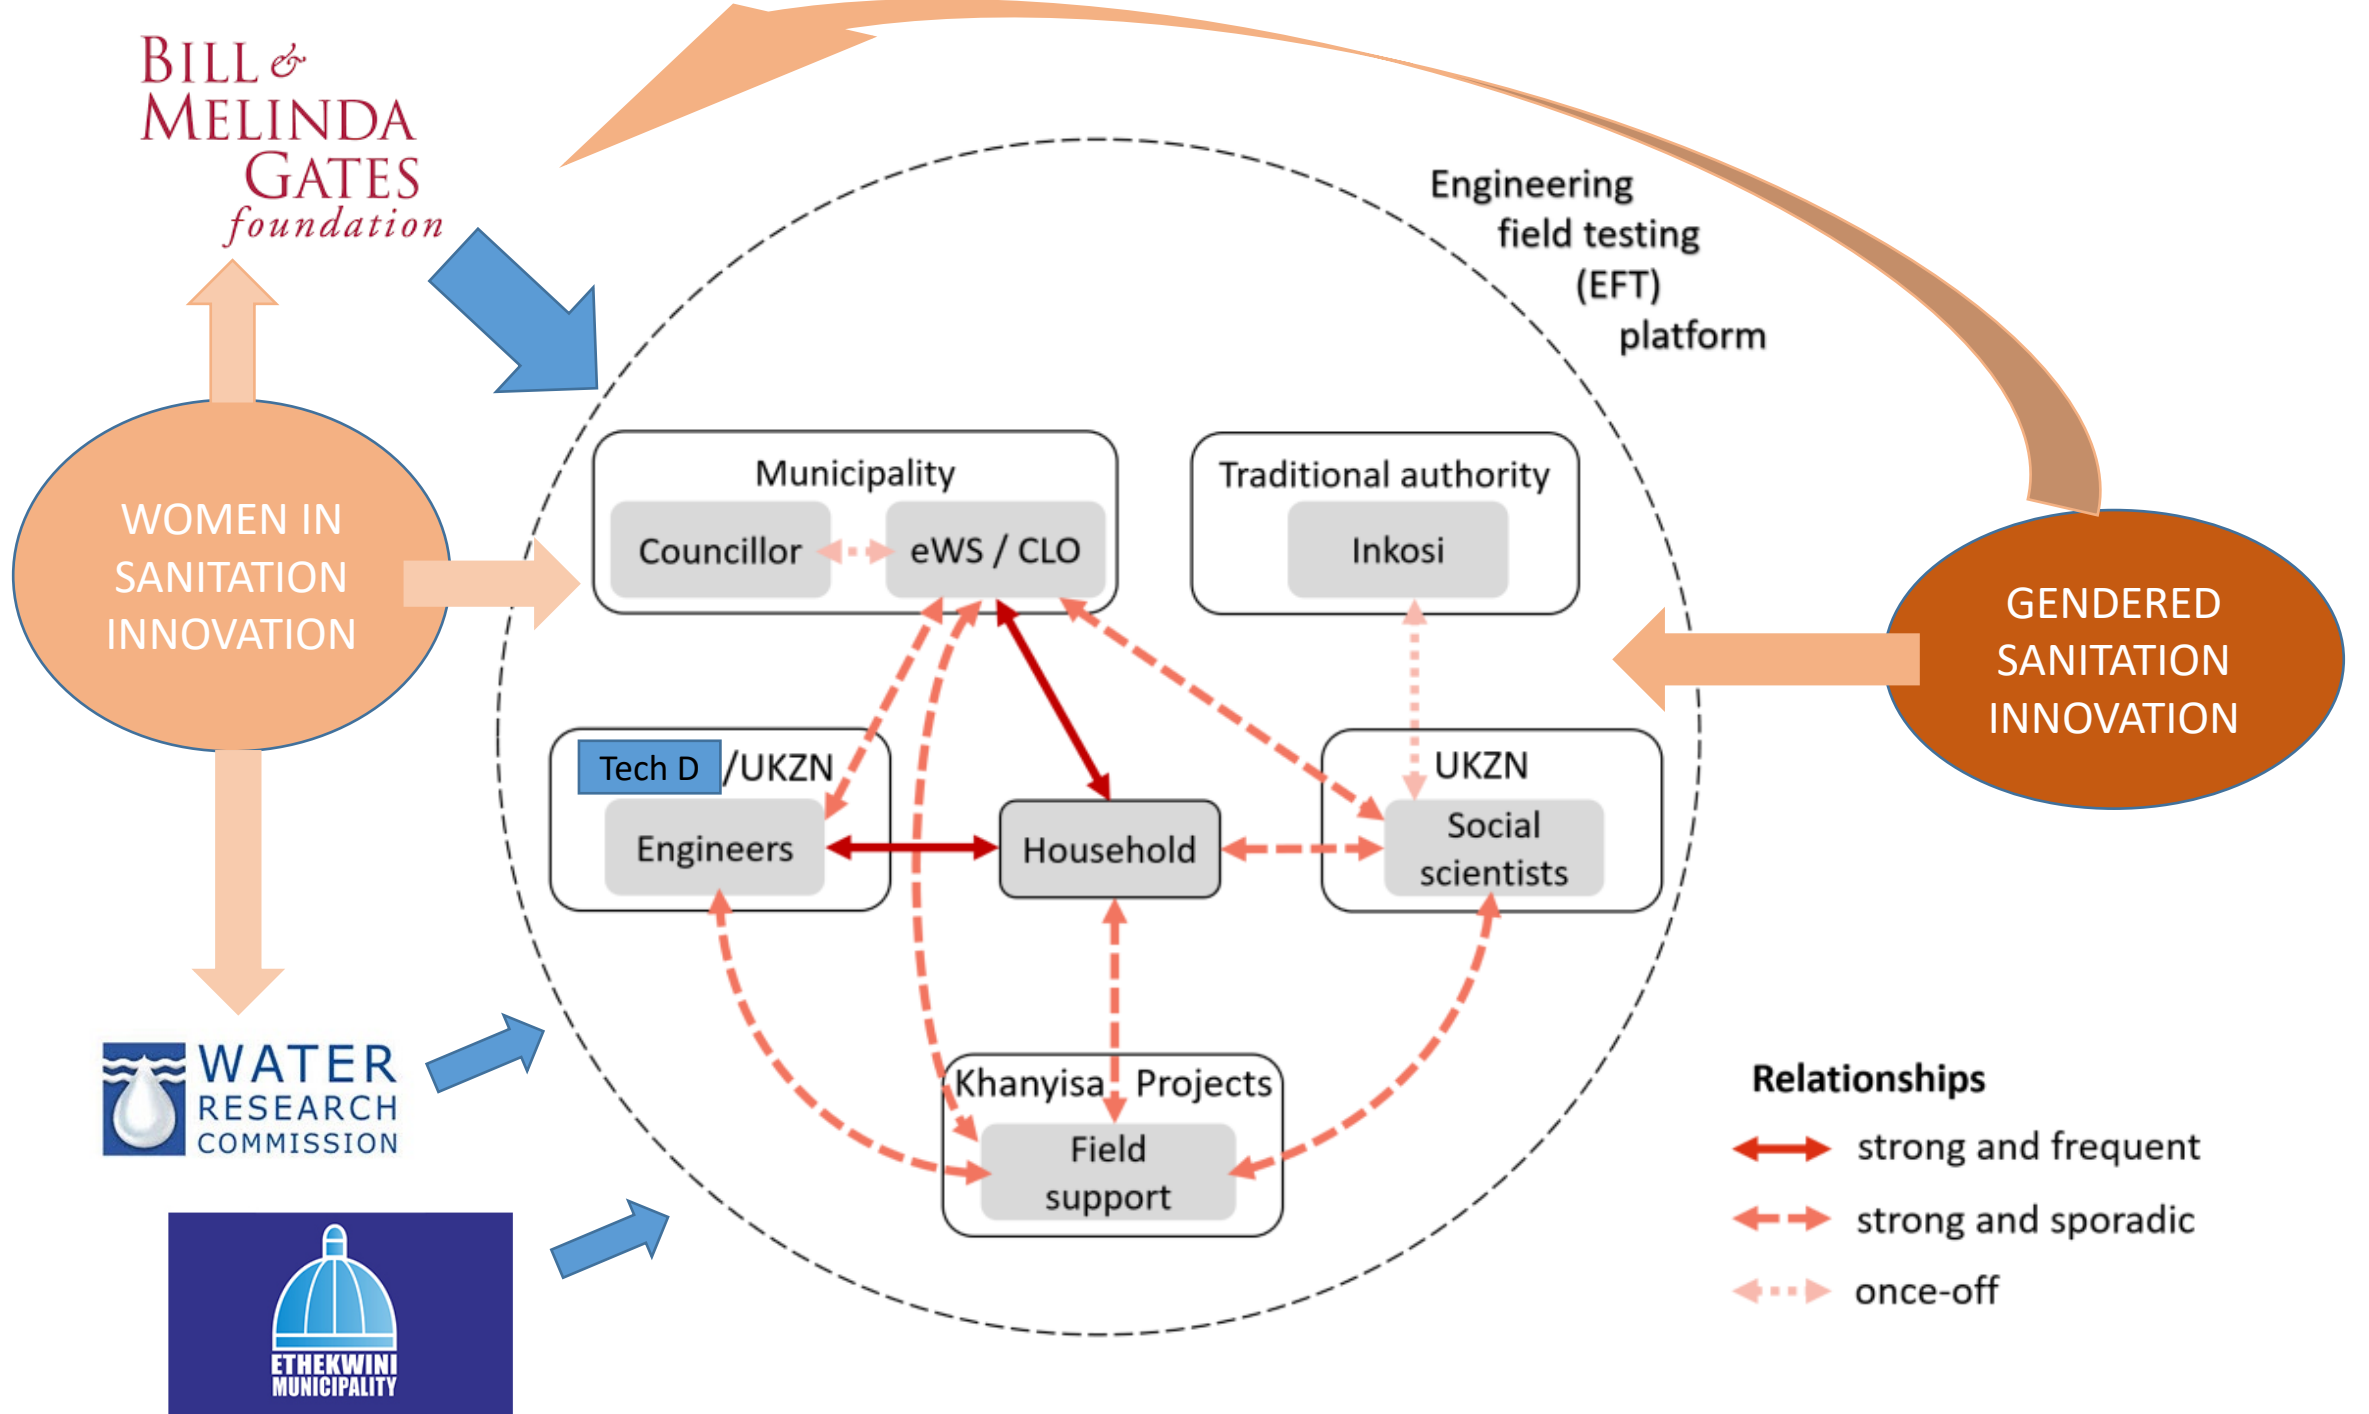 BILL &
MELINDA
GATES
foundation
Engineering
field testing
(EFT)
platform
WOMEN IN
SANITATION
INNOVATION
Municipality
Councillor
eWS / CLO
Traditional authority
Inkosi
GENDERED
SANITATION
INNOVATION
Tech D /UKZN
Engineers
Household
UKZN
Social
scientists
Khanyisa Projects
Field
support
WATER
RESEARCH
COMMISSION
ETHEKWINI
MUNICIPALITY
Relationships
strong and frequent
strong and sporadic
once-off